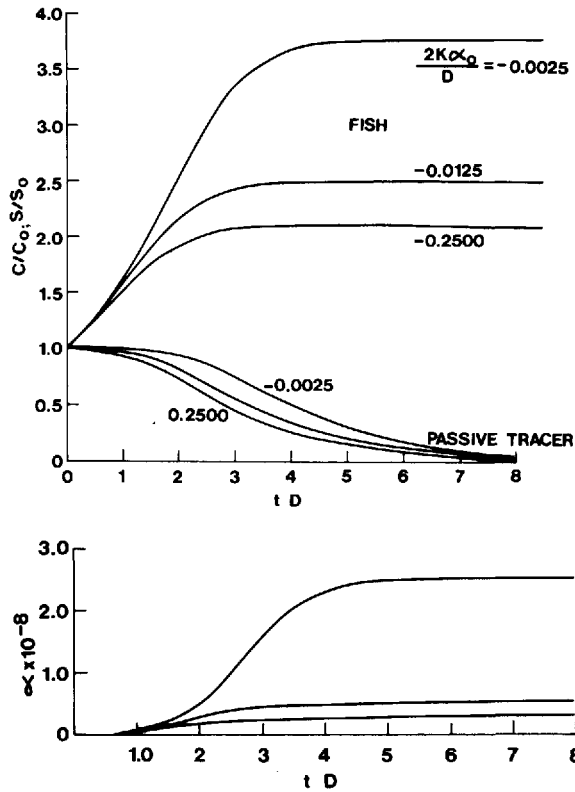 4.0
3.5
3.0
2.5
2.0
1.5
1.0
0.5
0
C/C₀; S/S₀
2K∝₀
D
= -0.0025
FISH
-0.0125
-0.2500
-0.0025
0.2500
PASSIVE TRACER
0 1 2 3 4 5 6 7 8
t D
3.0
2.0
1.0
0
∝ x10⁻⁸
1.0 2 3 4 5 6 7 8
t D